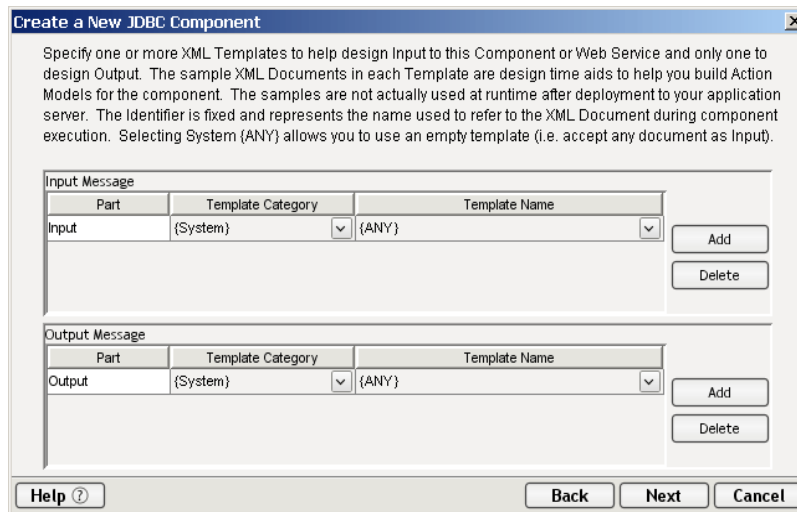 Create a New JDBC Component
Specify one or more XML Templates to help design Input to this Component or Web Service and only one to
design Output. The sample XML Documents in each Template are design time aids to help you build Action
Models for the component. The samples are not actually used at runtime after deployment to your application
server. The Identifier is fixed and represents the name used to refer to the XML Document during component
execution. Selecting System {ANY} allows you to use an empty template (i.e. accept any document as Input).
Input Message
Part Template Category Template Name
Input {System} {ANY}
Add
Delete
Output Message
Part Template Category Template Name
Output {System} {ANY}
Add
Delete
Help ? Back Next Cancel